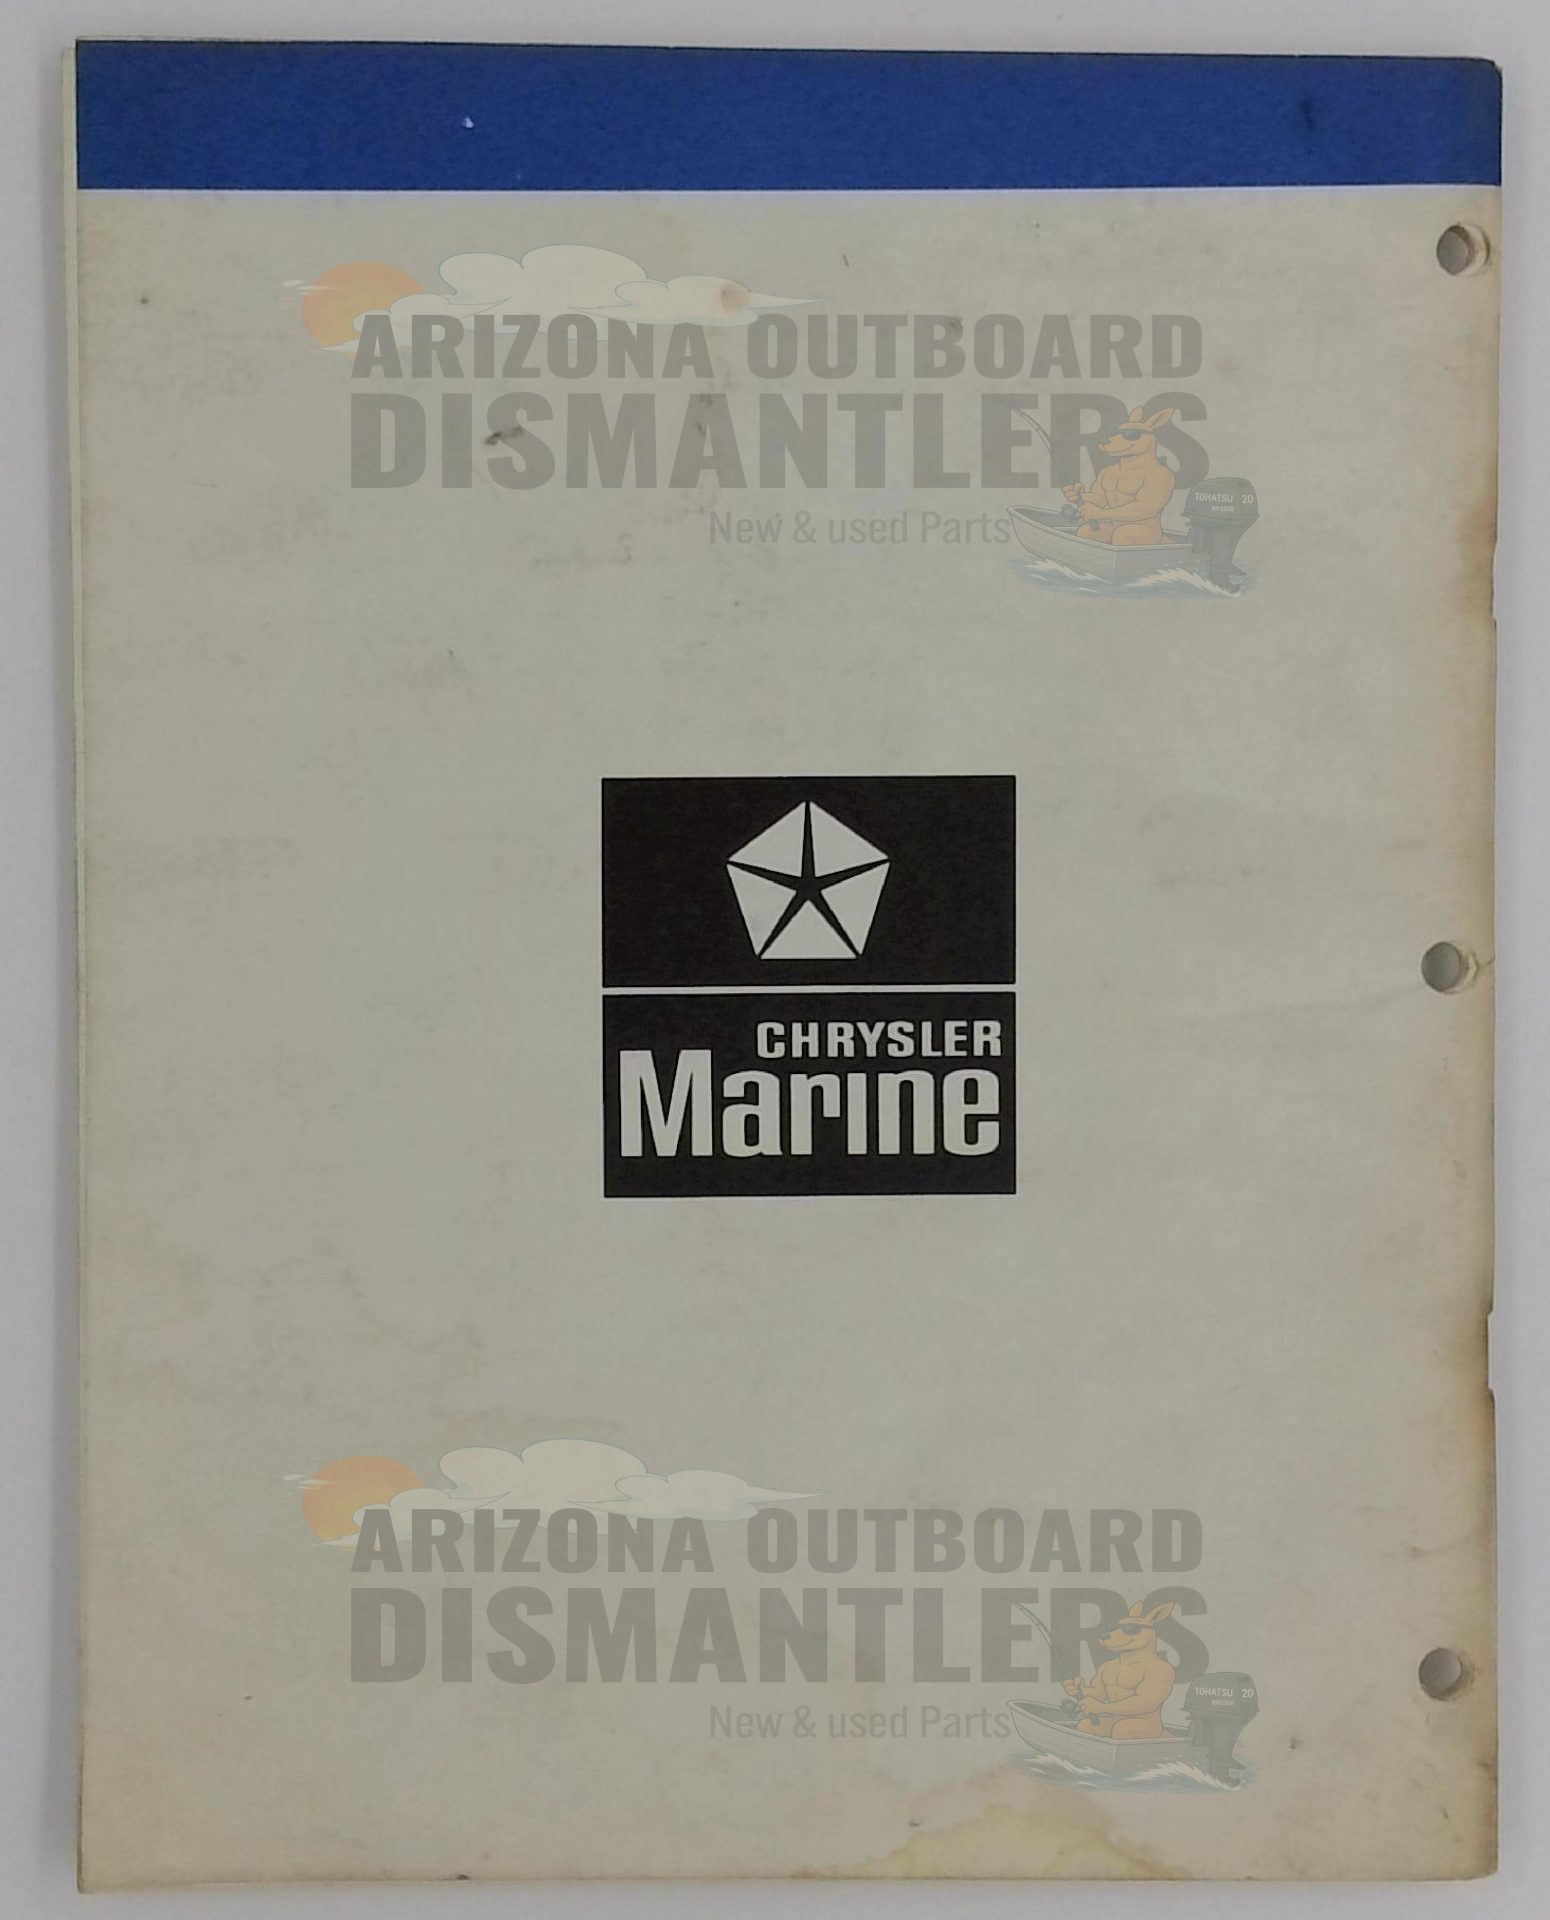 ARIZONA OUTBOARD
DISMANTLERS
TOHATSU 20
New & used Parts
CHRYSLER
Marine
ARIZONA OUTBOARD
DISMANTLERS
TOHATSU 20
New & used Parts